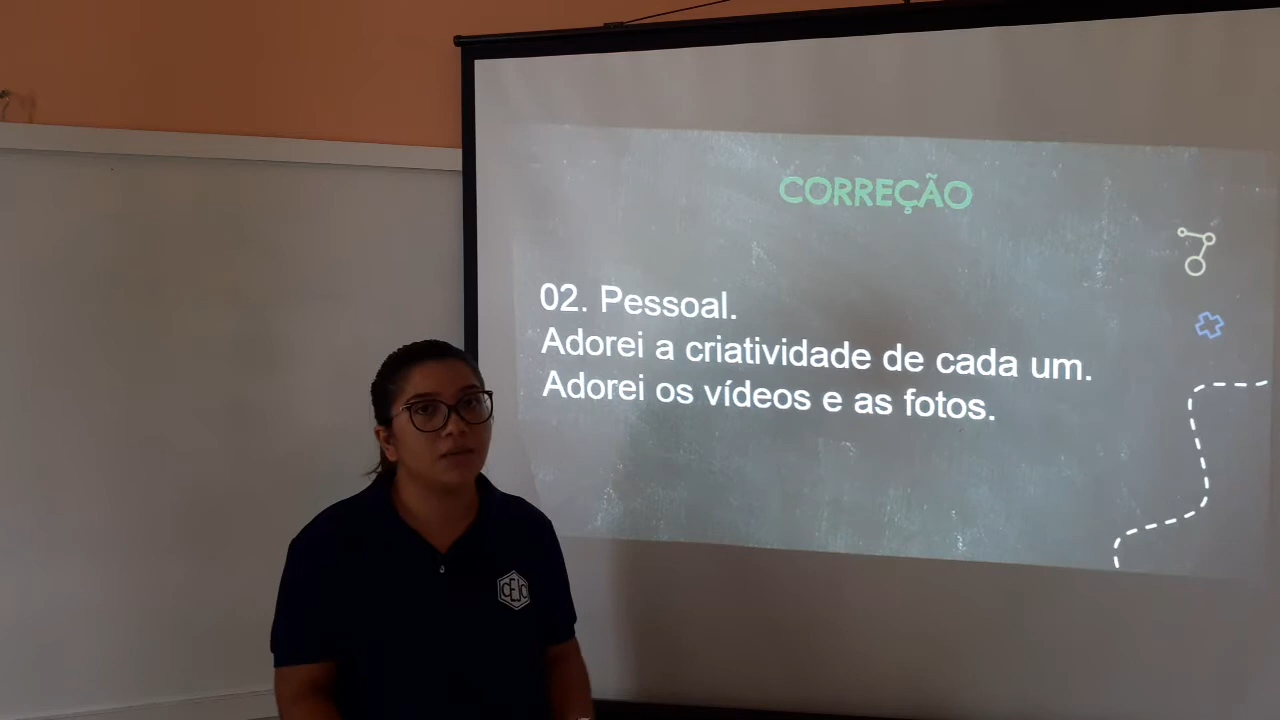 CORREÇÃO
02. Pessoal.
Adorei a criatividade de cada um.
Adorei os vídeos e as fotos.
CEJC